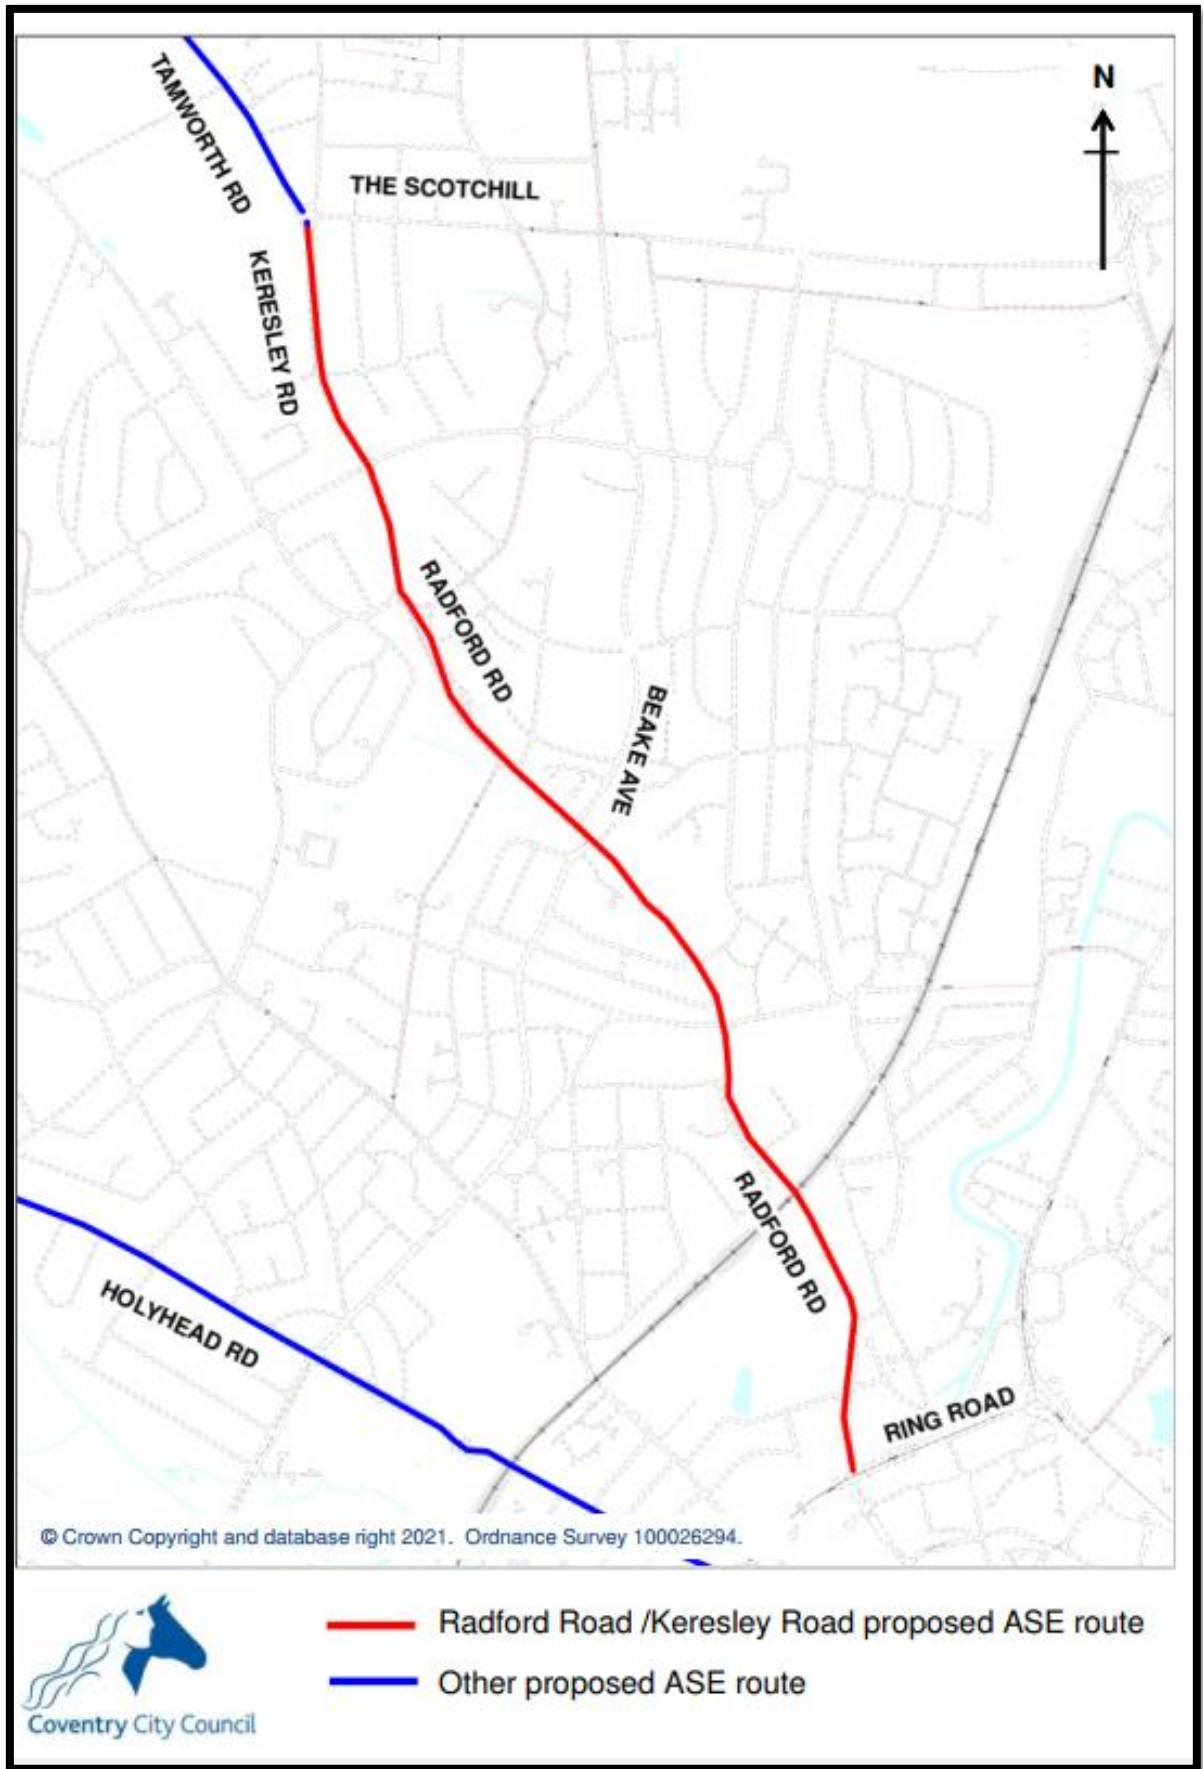 N
TAMWORTH RD
THE SCOTCHILL
KERESLEY RD
RADFORD RD
BEAKE AVE
RADFORD RD
HOLYHEAD RD
RING ROAD
© Crown Copyright and database right 2021. Ordnance Survey 100026294.
Radford Road /Keresley Road proposed ASE route
Other proposed ASE route
Coventry City Council